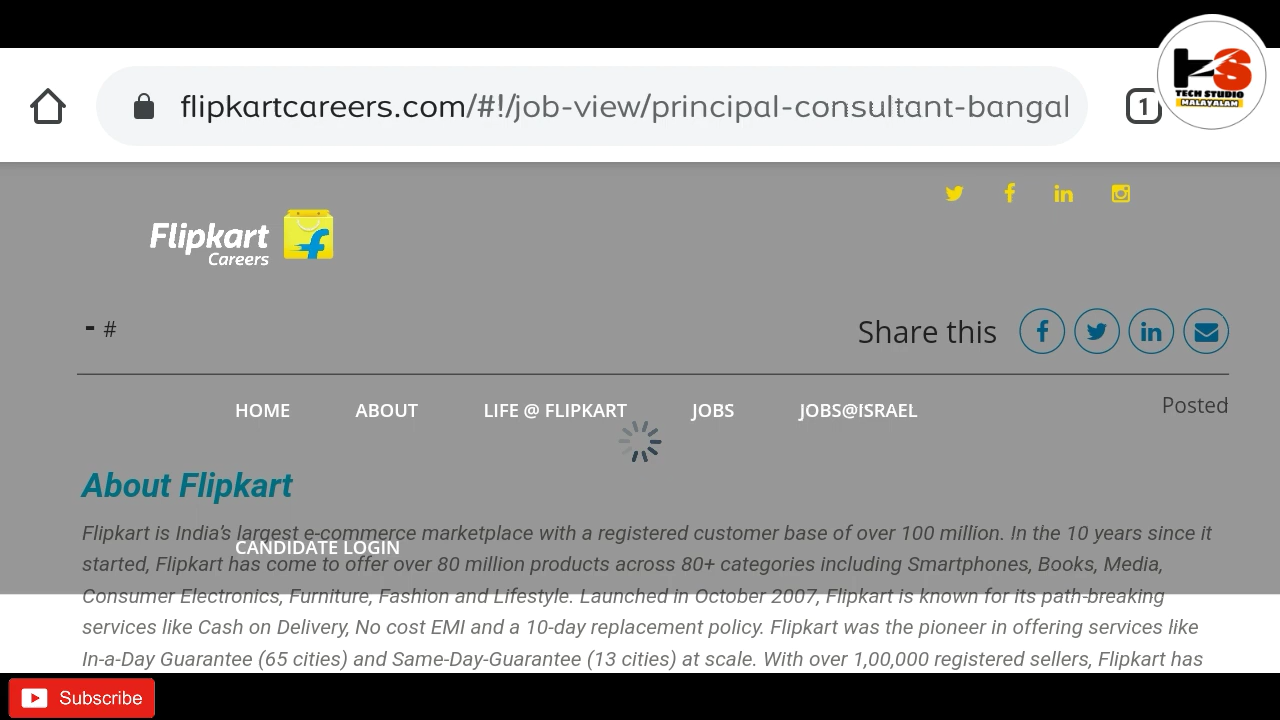 flipkartcareers.com/#!/job-view/principal-consultant-bangal
1
TECH STUDIO
MALAYALAM
Flipkart
Careers
- #
Share this
HOME ABOUT LIFE @ FLIPKART JOBS JOBS@ISRAEL
Posted
About Flipkart
Flipkart is India's largest e-commerce marketplace with a registered customer base of over 100 million. In the 10 years since it
CANDIDATE LOGIN
started, Flipkart has come to offer over 80 million products across 80+ categories including Smartphones, Books, Media,
Consumer Electronics, Furniture, Fashion and Lifestyle. Launched in October 2007, Flipkart is known for its path-breaking
services like Cash on Delivery, No cost EMI and a 10-day replacement policy. Flipkart was the pioneer in offering services like
In-a-Day Guarantee (65 cities) and Same-Day-Guarantee (13 cities) at scale. With over 1,00,000 registered sellers, Flipkart has
Subscribe